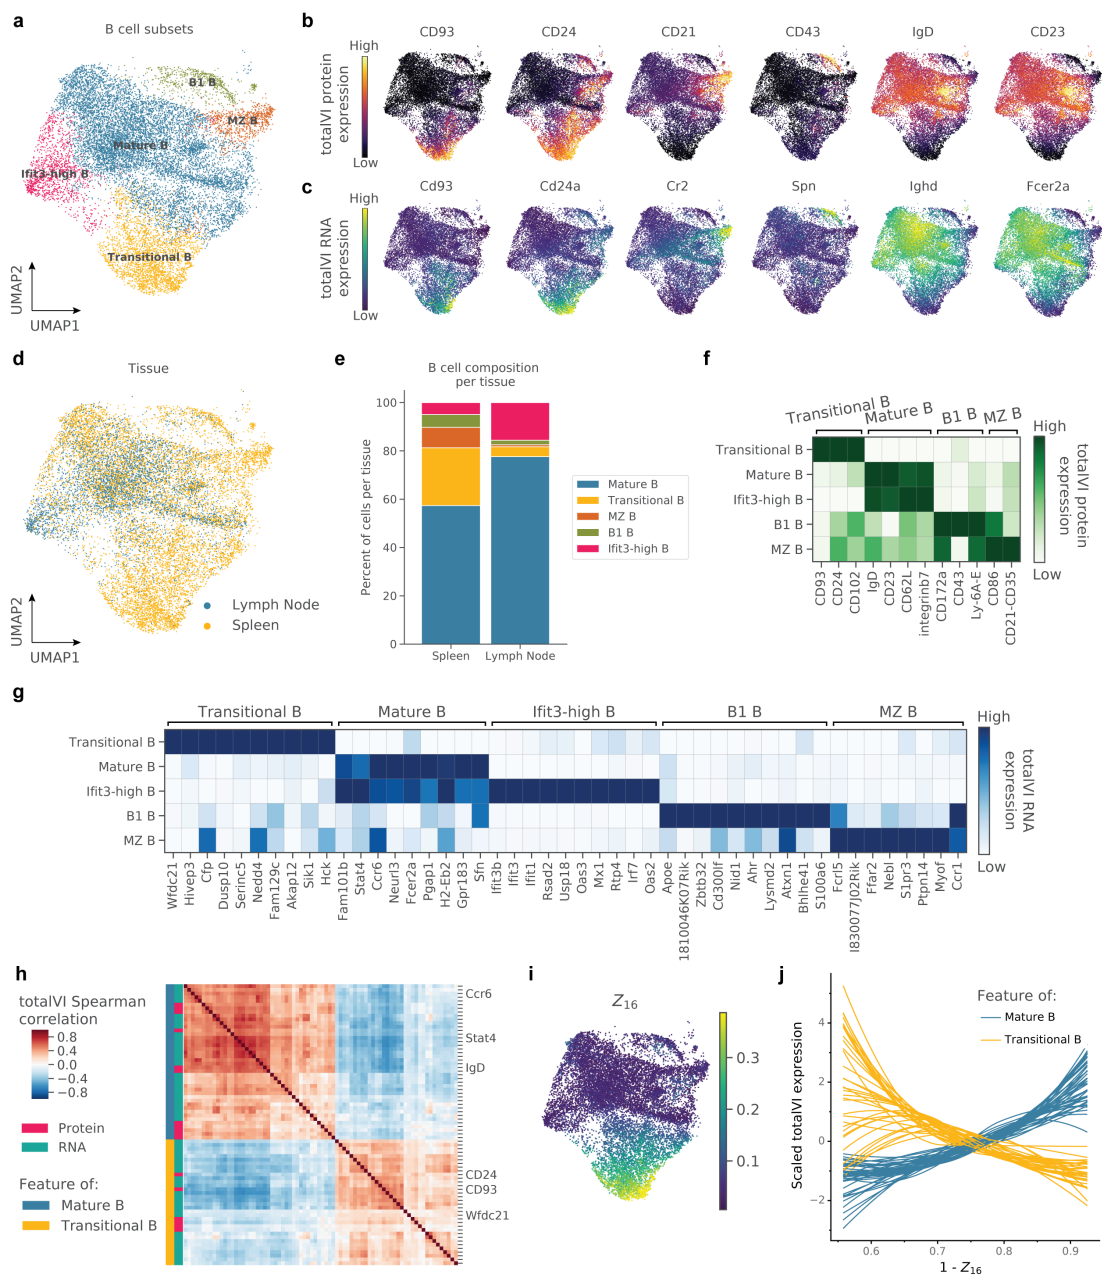 a
B cell subsets
B1 B
MZ B
Mature B
Ifit3-high B
Transitional B
UMAP2
UMAP1
b
totalVI protein
expression
High
Low
CD93
CD24
CD21
CD43
IgD
CD23
c
totalVI RNA
expression
High
Low
Cd93
Cd24a
Cr2
Spn
Ighd
Fcer2a
d
Tissue
Lymph Node
Spleen
UMAP2
UMAP1
e
B cell composition
per tissue
Percent of cells per tissue
100
80
60
40
20
0
Spleen
Lymph Node
Mature B
Transitional B
MZ B
B1 B
Ifit3-high B
f
Transitional B
Mature B
B1 B
MZ B
Transitional B
Mature B
Ifit3-high B
B1 B
MZ B
CD93
CD24
CD102
IgD
CD23
CD62L
integrinb7
CD172a
CD43
Ly-6A-E
CD86
CD21-CD35
High
Low
totalVI protein
expression
g
Transitional B
Mature B
Ifit3-high B
B1 B
MZ B
Transitional B
Mature B
Ifit3-high B
B1 B
MZ B
Wfdc21
Hivep3
Cfp
Dusp10
Serinc5
Nedd4
Fam129c
Akap12
Sik1
Hck
Fam101b
Stat4
Ccr6
Neurl3
Fcer2a
Pgap1
H2-Eb2
Gpr183
Sfn
Ifit3b
Ifit3
Ifit1
Rsad2
Usp18
Oas3
Mx1
Rtp4
Irf7
Oas2
Apoe
1810046K07Rik
Zbtb32
Cd300lf
Nid1
Ahr
Lysmd2
Atxn1
Bhlhe41
S100a6
Fcrl5
I830077J02Rik
Ffar2
Nebl
S1pr3
Ptpn14
Myof
Ccr1
High
Low
totalVI RNA
expression
h
totalVI Spearman
correlation
0.8
0.4
0.0
−0.4
−0.8
Protein
RNA
Feature of:
Mature B
Transitional B
Ccr6
Stat4
IgD
CD24
CD93
Wfdc21
i
Z16
0.3
0.2
0.1
j
Scaled totalVI expression
4
2
0
−2
0.6
0.7
0.8
0.9
1 - Z16
Feature of:
Mature B
Transitional B